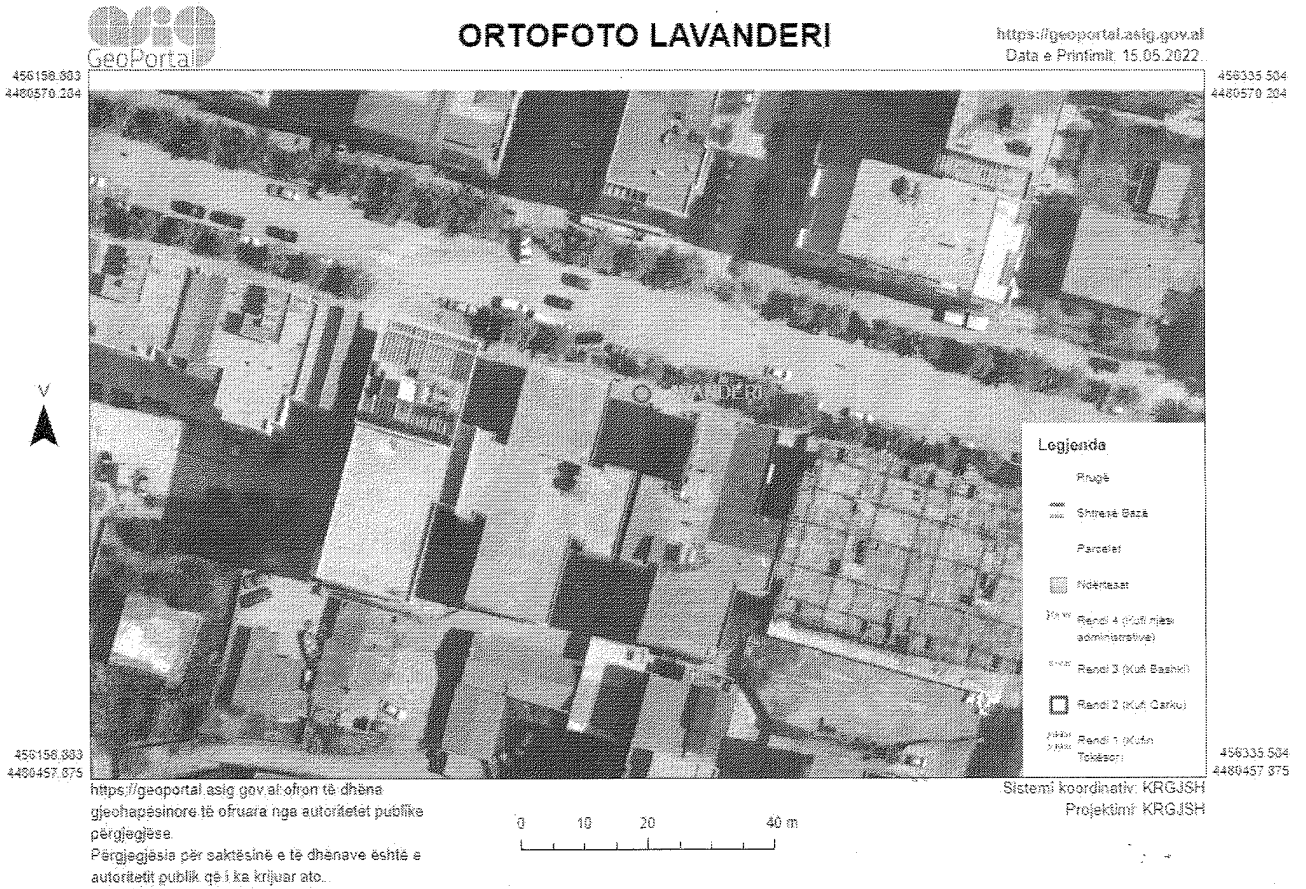 asig
GeoPortal
ORTOFOTO LAVANDERI
https://geoportal.asig.gov.al
Data e Printimit: 15.05.2022
456158.883
4480570.204
456335.504
4480570.204
V
LAVANDERI
Legjenda
Rrugë
Shtresë Bazë
Parcelat
Ndërtesat
Rendi 4 (Kufi njësi
administrative)
Rendi 3 (Kufi Bashki)
Rendi 2 (Kufi Qarku)
Rendi 1 (Kufiri
Tokësor)
456158.883
4480457.875
456335.504
4480457.875
https://geoportal.asig.gov.al ofron të dhëna
gjeohapësinore të ofruara nga autoritetet publike
përgjegjëse.
Përgjegjësia për saktësinë e të dhënave është e
autoritetit publik që i ka krijuar ato.
0 10 20 40 m
Sistemi koordinativ: KRGJSH
Projektimi: KRGJSH